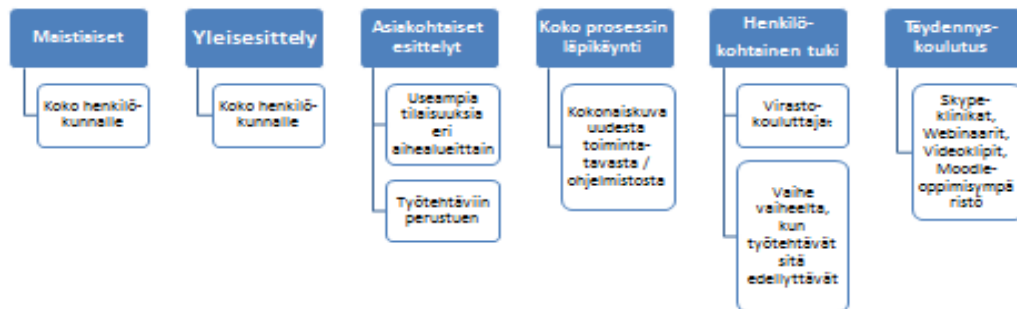 Maistiaiset
Koko henkilö-
kunnalle
Yleisesittely
Koko henkilö-
kunnalle
Asiakohtaiset
esittelyt
Useampia
tilaisuuksia
eri
aihealueittain
Työtehtäviin
perustuen
Koko prosessin
läpikäynti
Kokonaiskuva
uudesta
toiminta-
tavasta /
ohjelmistosta
Henkilö-
kohtainen tuki
Virasto-
kouluttajat
Vaihe
vaiheelta,
kun
työtehtävät
sitä
edellyttävät
Täydennys-
koulutus
Skype-
klinikat,
Webinaarit,
Videoklipit,
Moodle-
oppimisympä
ristö